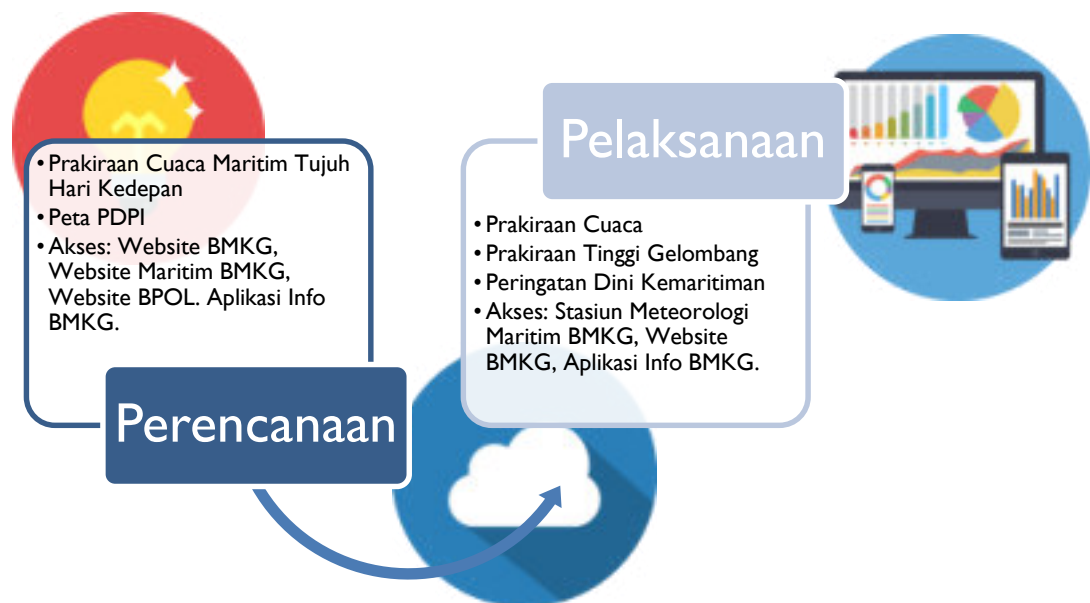 • Prakiraan Cuaca Maritim Tujuh
Hari Kedepan
• Peta PDPI
• Akses: Website BMKG,
Website Maritim BMKG,
Website BPOL. Aplikasi Info
BMKG.
Perencanaan
Pelaksanaan
• Prakiraan Cuaca
• Prakiraan Tinggi Gelombang
• Peringatan Dini Kemaritiman
• Akses: Stasiun Meteorologi
Maritim BMKG, Website
BMKG, Aplikasi Info BMKG.